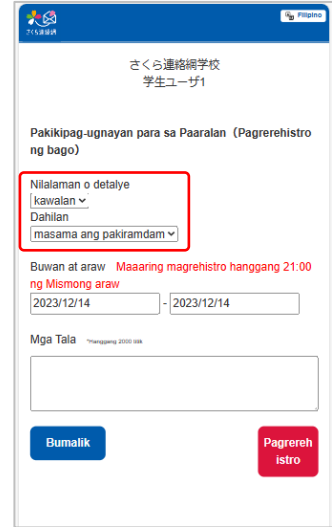 さくら連絡網
Filipino
さくら連絡網学校
学生ユーザ1
Pakikipag-ugnayan para sa Paaralan（Pagrerehistro
ng bago）
Nilalaman o detalye
kawalan
Dahilan
masama ang pakiramdam
Buwan at araw Maaaring magrehistro hanggang 21:00
ng Mismong araw
2023/12/14 - 2023/12/14
Mga Tala *Hanggang 2000 titik
Bumalik
Pagrereh
istro